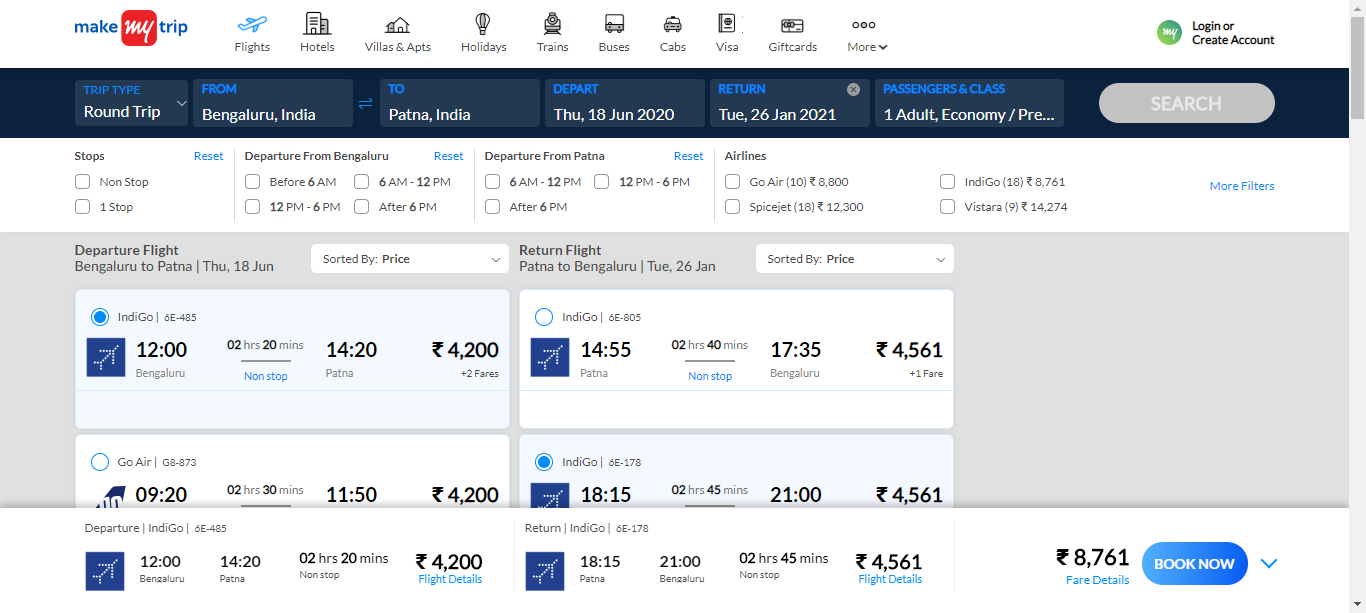 make my trip
Flights
Hotels
Villas & Apts
Holidays
Trains
Buses
Cabs
Visa
Giftcards
More
Login or
Create Account
my
TRIP TYPE
Round Trip
FROM
Bengaluru, India
TO
Patna, India
DEPART
Thu, 18 Jun 2020
RETURN
Tue, 26 Jan 2021
PASSENGERS & CLASS
1 Adult, Economy / Pre...
SEARCH
Stops Reset
Non Stop
1 Stop
Departure From Bengaluru Reset
Before 6 AM 6 AM - 12 PM
12 PM - 6 PM After 6 PM
Departure From Patna Reset
6 AM - 12 PM 12 PM - 6 PM
After 6 PM
Airlines
Go Air (10) ₹ 8,800 IndiGo (18) ₹ 8,761
Spicejet (18) ₹ 12,300 Vistara (9) ₹ 14,274
More Filters
Departure Flight
Bengaluru to Patna | Thu, 18 Jun
Sorted By: Price
IndiGo | 6E-485
12:00 02 hrs 20 mins 14:20 ₹ 4,200
Bengaluru Non stop Patna +2 Fares
Go Air | G8-873
09:20 02 hrs 30 mins 11:50 ₹ 4,200
Return Flight
Patna to Bengaluru | Tue, 26 Jan
Sorted By: Price
IndiGo | 6E-805
14:55 02 hrs 40 mins 17:35 ₹ 4,561
Patna Non stop Bengaluru +1 Fare
IndiGo | 6E-178
18:15 02 hrs 45 mins 21:00 ₹ 4,561
Departure | IndiGo | 6E-485
12:00 14:20 02 hrs 20 mins ₹ 4,200
Bengaluru Patna Non stop Flight Details
Return | IndiGo | 6E-178
18:15 21:00 02 hrs 45 mins ₹ 4,561
Patna Bengaluru Non stop Flight Details
₹ 8,761
Fare Details
BOOK NOW